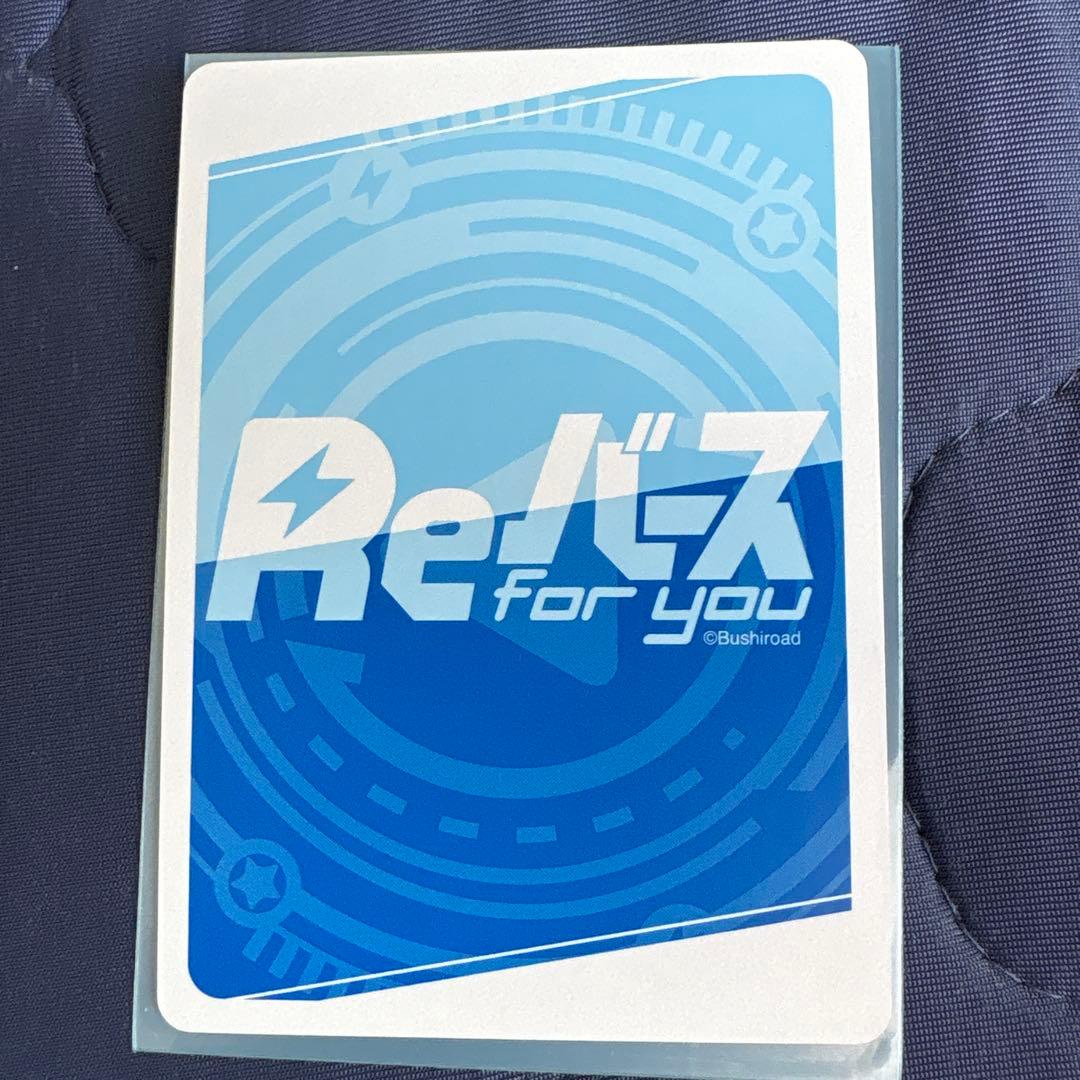 Reバース
for you
©Bushiroad